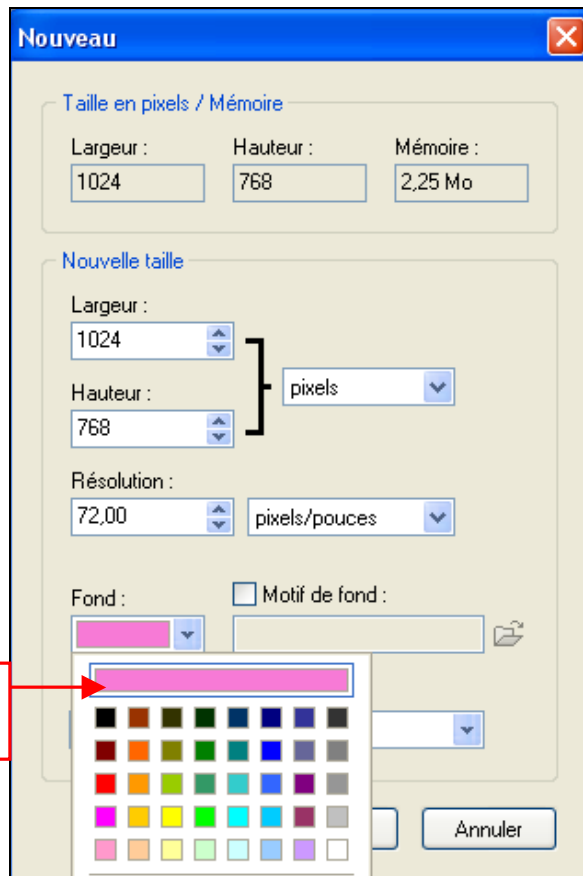 Nouveau
Taille en pixels / Mémoire
Largeur : Hauteur : Mémoire :
1024 768 2,25 Mo
Nouvelle taille
Largeur :
1024
pixels
Hauteur :
768
Résolution :
72,00 pixels/pouces
Fond : Motif de fond :
Annuler